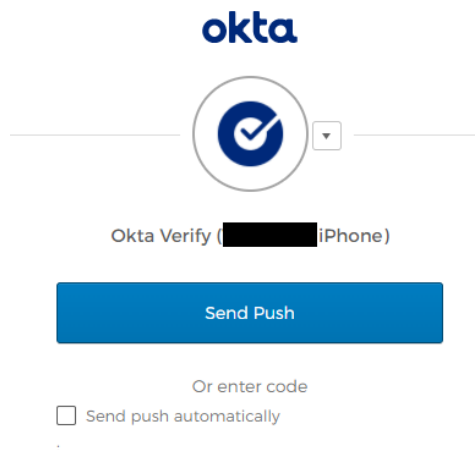 okta
Okta Verify ( iPhone)
Send Push
Or enter code
Send push automatically
.